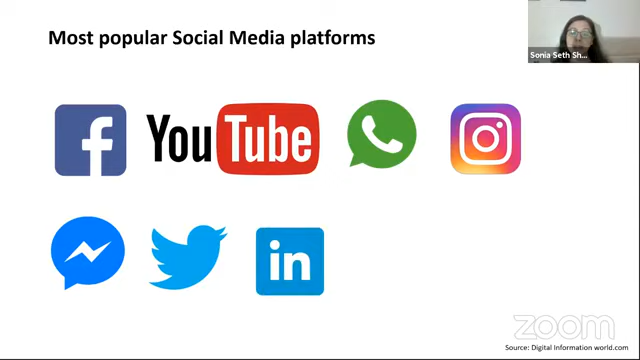 Most popular Social Media platforms
Sonia Seth Sh...
f
YouTube
in
zoom
Source: Digital Information world.com